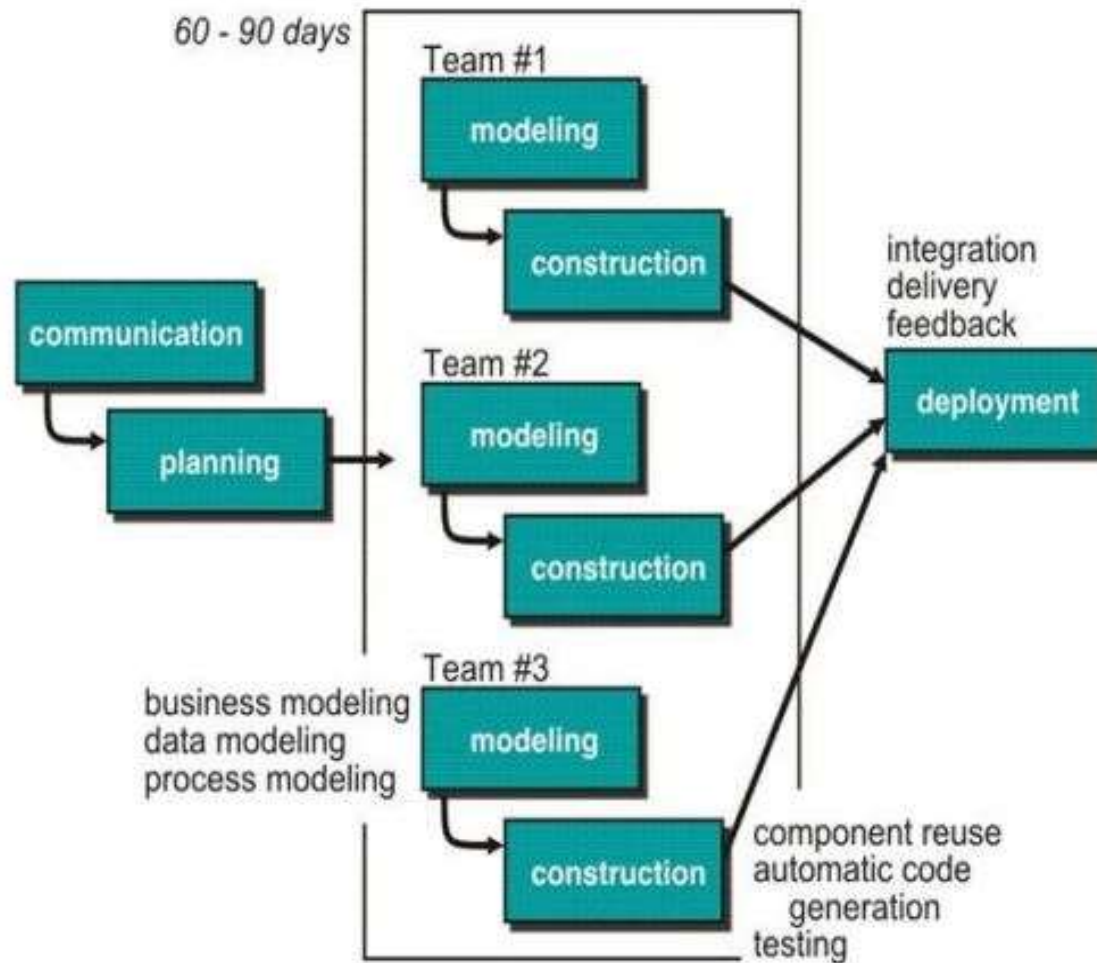 60 - 90 days
Team #1
modeling
construction
communication
planning
Team #2
modeling
construction
integration
delivery
feedback
deployment
Team #3
business modeling
data modeling
process modeling
modeling
construction
component reuse
automatic code
generation
testing